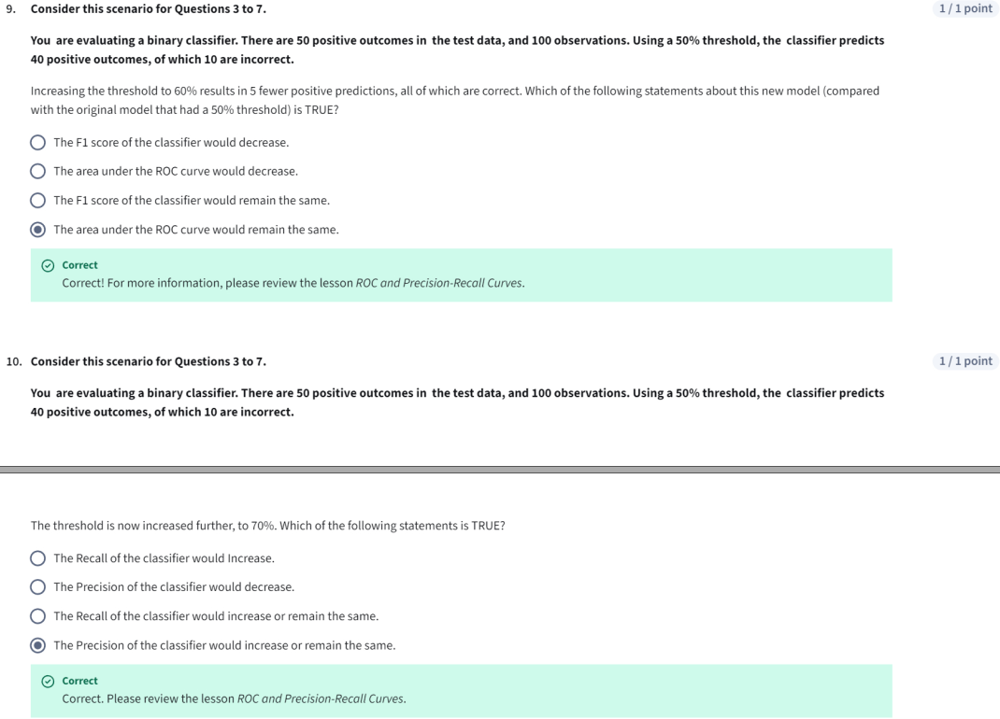 9. Consider this scenario for Questions 3 to 7.
1 / 1 point
You are evaluating a binary classifier. There are 50 positive outcomes in the test data, and 100 observations. Using a 50% threshold, the classifier predicts
40 positive outcomes, of which 10 are incorrect.
Increasing the threshold to 60% results in 5 fewer positive predictions, all of which are correct. Which of the following statements about this new model (compared
with the original model that had a 50% threshold) is TRUE?
The F1 score of the classifier would decrease.
The area under the ROC curve would decrease.
The F1 score of the classifier would remain the same.
The area under the ROC curve would remain the same.
Correct
Correct! For more information, please review the lesson ROC and Precision-Recall Curves.
10. Consider this scenario for Questions 3 to 7.
1 / 1 point
You are evaluating a binary classifier. There are 50 positive outcomes in the test data, and 100 observations. Using a 50% threshold, the classifier predicts
40 positive outcomes, of which 10 are incorrect.
The threshold is now increased further, to 70%. Which of the following statements is TRUE?
The Recall of the classifier would Increase.
The Precision of the classifier would decrease.
The Recall of the classifier would increase or remain the same.
The Precision of the classifier would increase or remain the same.
Correct
Correct. Please review the lesson ROC and Precision-Recall Curves.